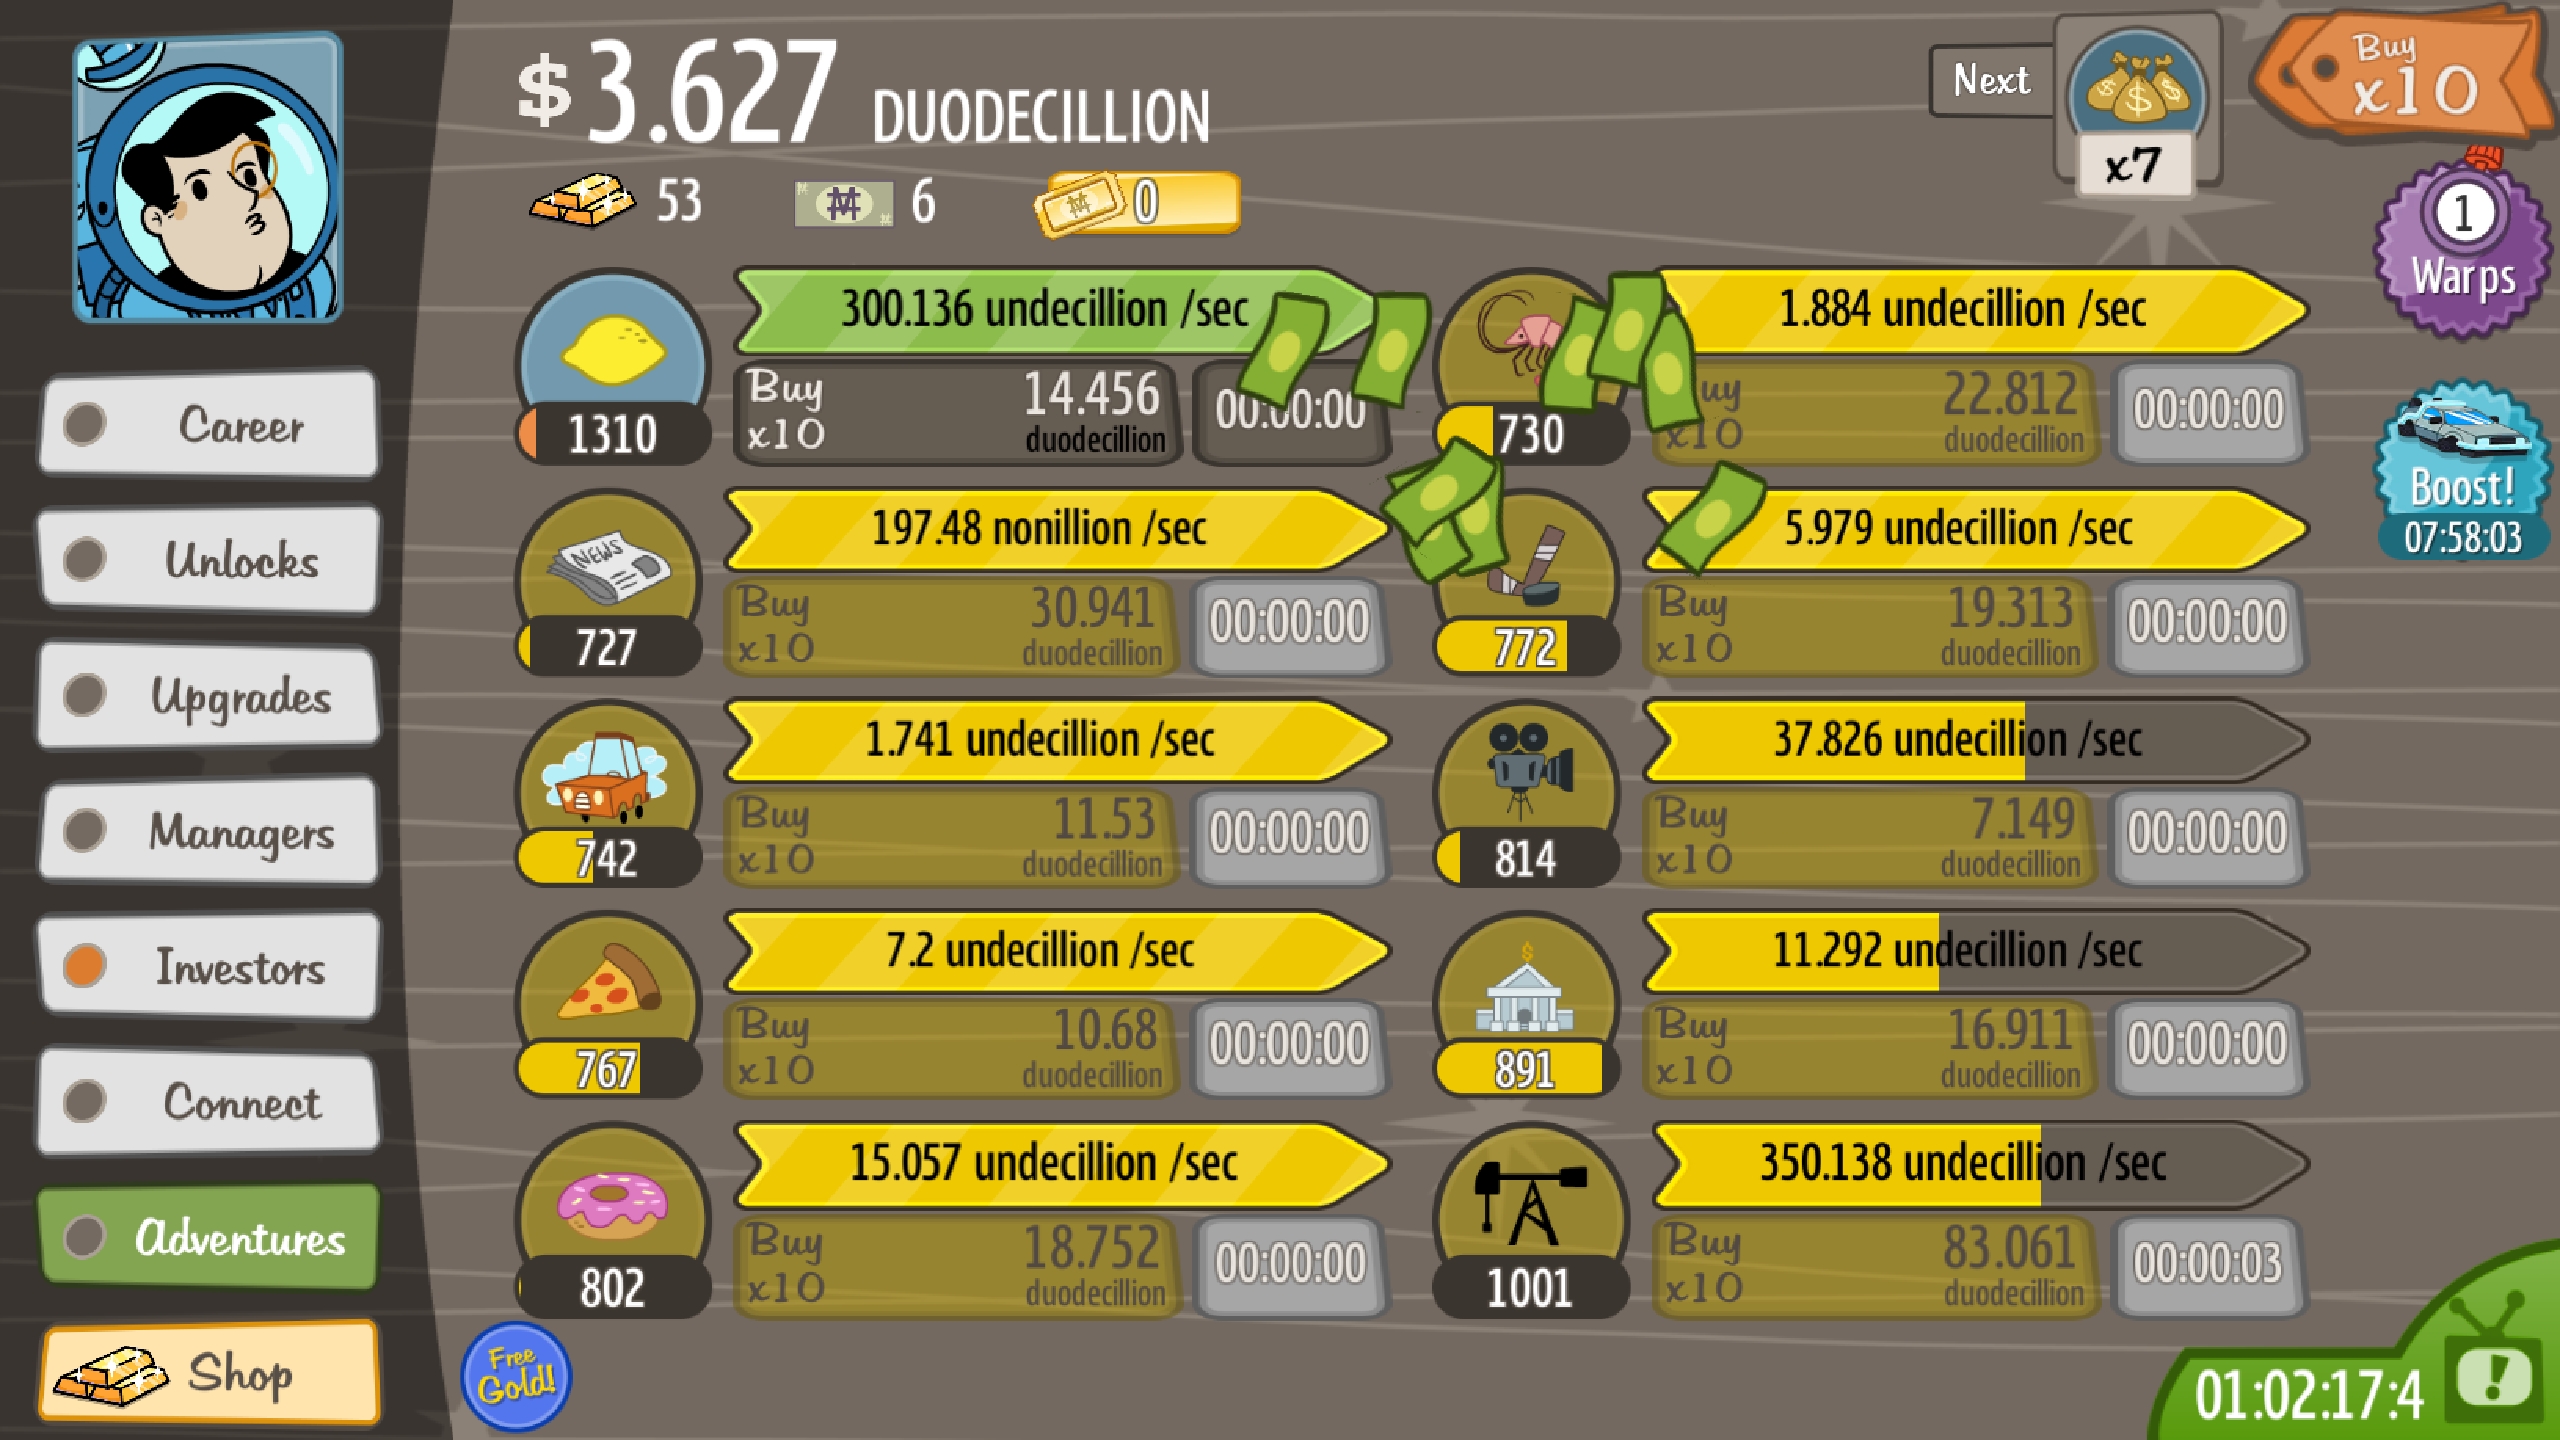 $ 3.627 DUODECILLION
53
6
0
Next
x7
Buy
x10
1
Warps
Boost!
07:58:03
Career
Unlocks
Upgrades
Managers
Investors
Connect
Adventures
Shop
300.136 undecillion /sec
1310
Buy
x10
14.456
duodecillion
00:00:00
1.884 undecillion /sec
730
uy
x10
22.812
duodecillion
00:00:00
NEWS
197.48 nonillion /sec
727
Buy
x10
30.941
duodecillion
00:00:00
5.979 undecillion /sec
772
Buy
x10
19.313
duodecillion
00:00:00
1.741 undecillion /sec
742
Buy
x10
11.53
duodecillion
00:00:00
37.826 undecillion /sec
814
Buy
x10
7.149
duodecillion
00:00:00
7.2 undecillion /sec
767
Buy
x10
10.68
duodecillion
00:00:00
11.292 undecillion /sec
891
Buy
x10
16.911
duodecillion
00:00:00
15.057 undecillion /sec
802
Buy
x10
18.752
duodecillion
00:00:00
350.138 undecillion /sec
1001
Buy
x10
83.061
duodecillion
00:00:03
Free
Gold!
01:02:17:4
!